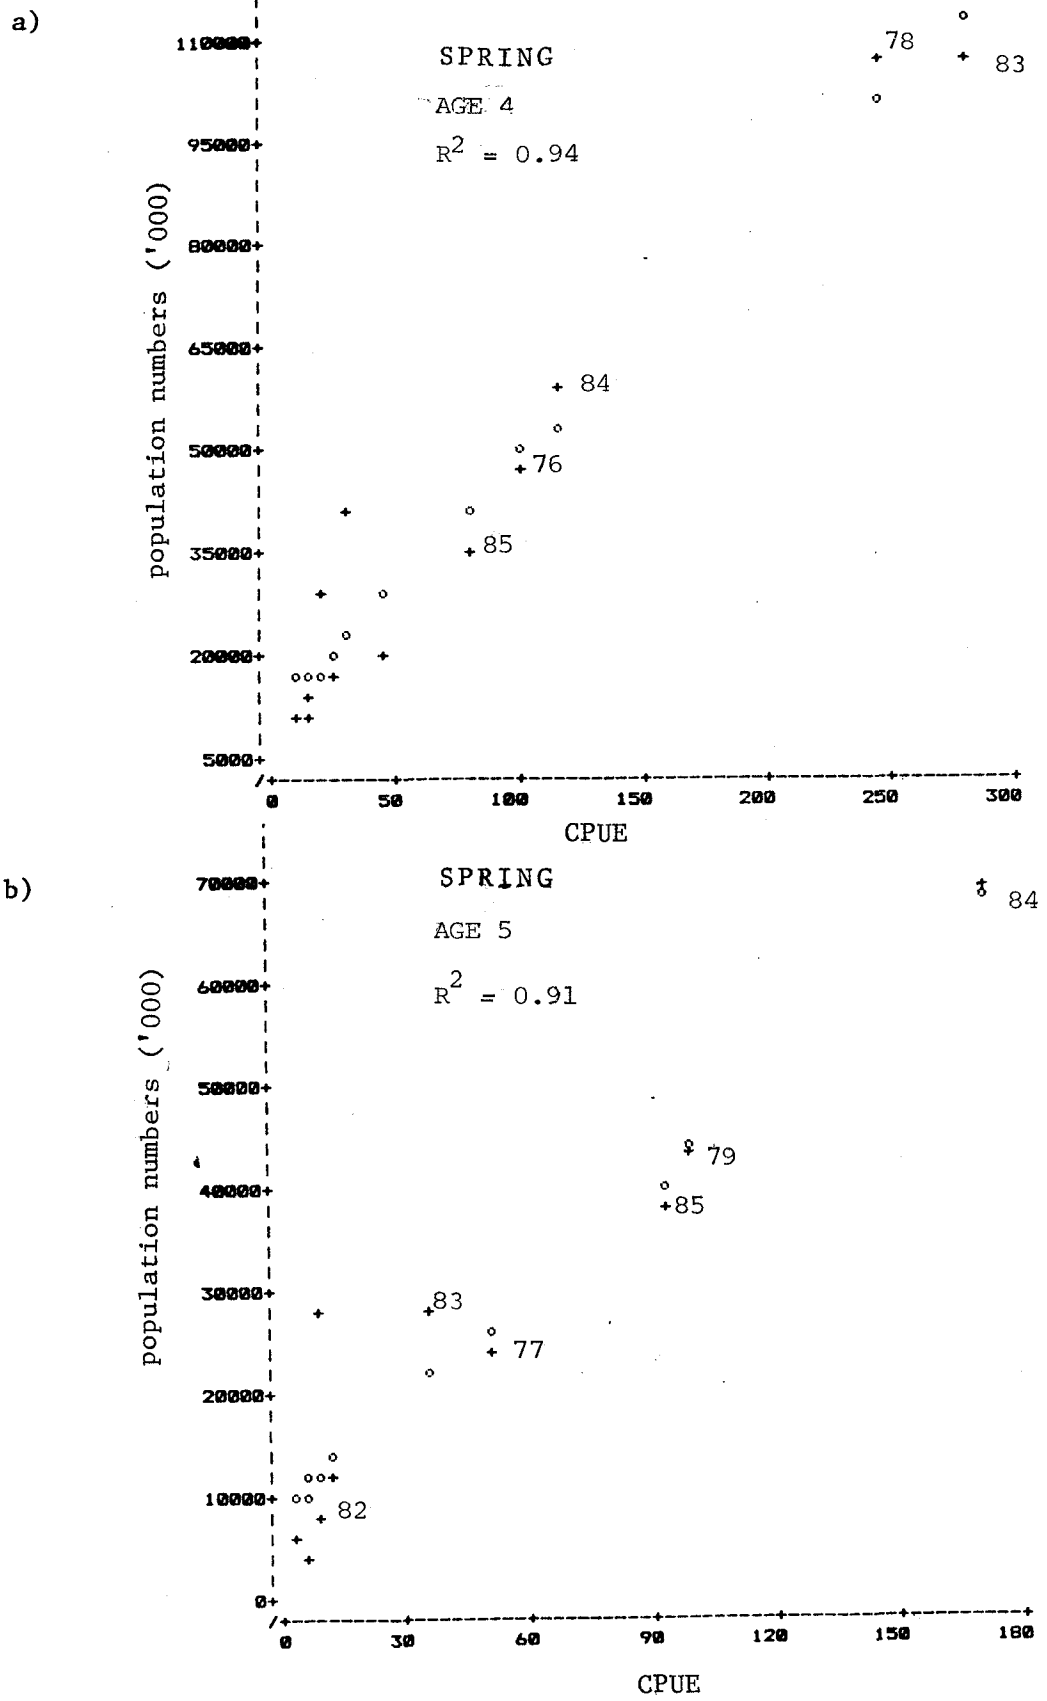 a)
SPRING
AGE 4
R2 = 0.94
population numbers ('000)
110000
95000
80000
65000
50000
35000
20000
5000
78
83
84
76
85
0 50 100 150 200 250 300
CPUE
b)
SPRING
AGE 5
R2 = 0.91
population numbers ('000)
70000
60000
50000
40000
30000
20000
10000
0
84
79
85
83
77
82
0 30 60 90 120 150 180
CPUE